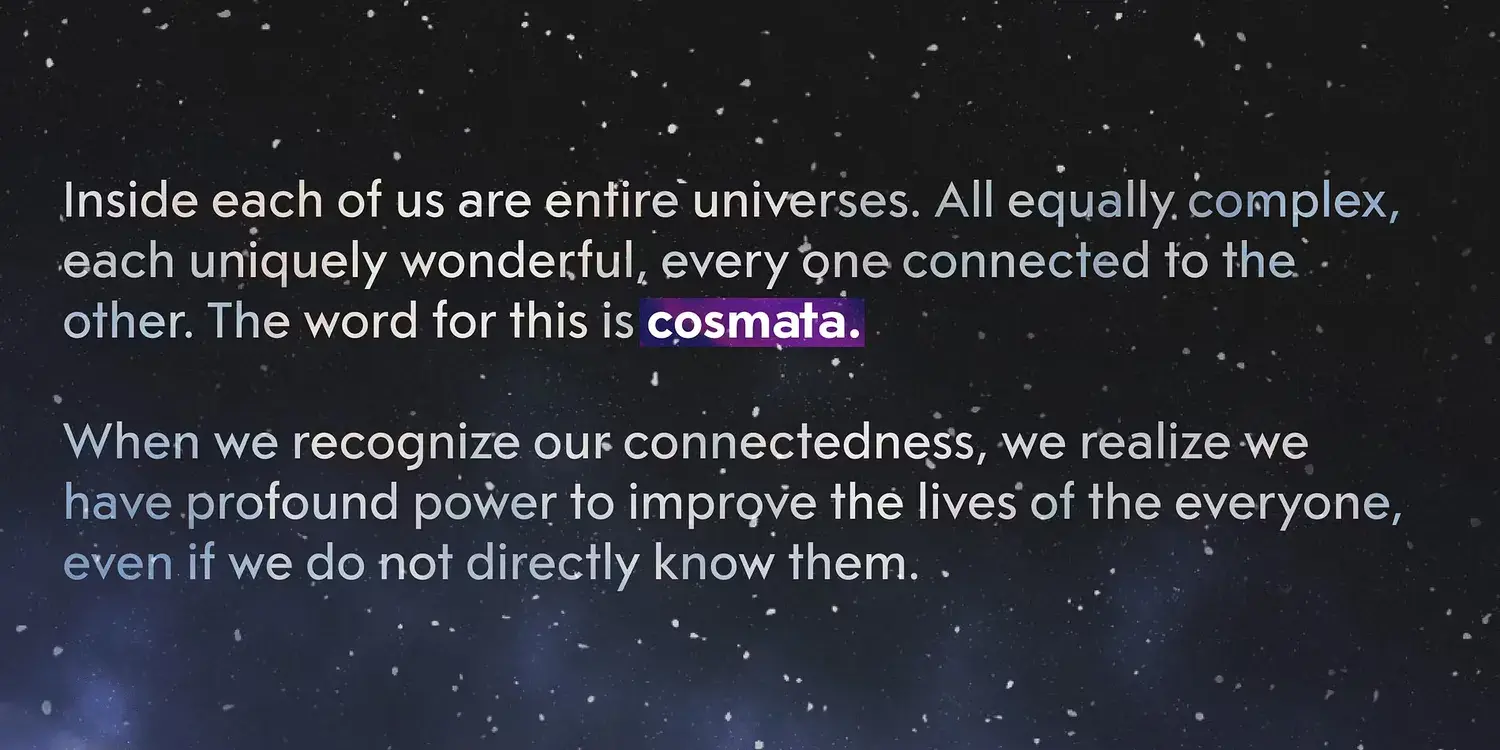 Inside each of us are entire universes. All equally complex,
each uniquely wonderful, every one connected to the
other. The word for this is cosmata.
When we recognize our connectedness, we realize we
have profound power to improve the lives of the everyone,
even if we do not directly know them.